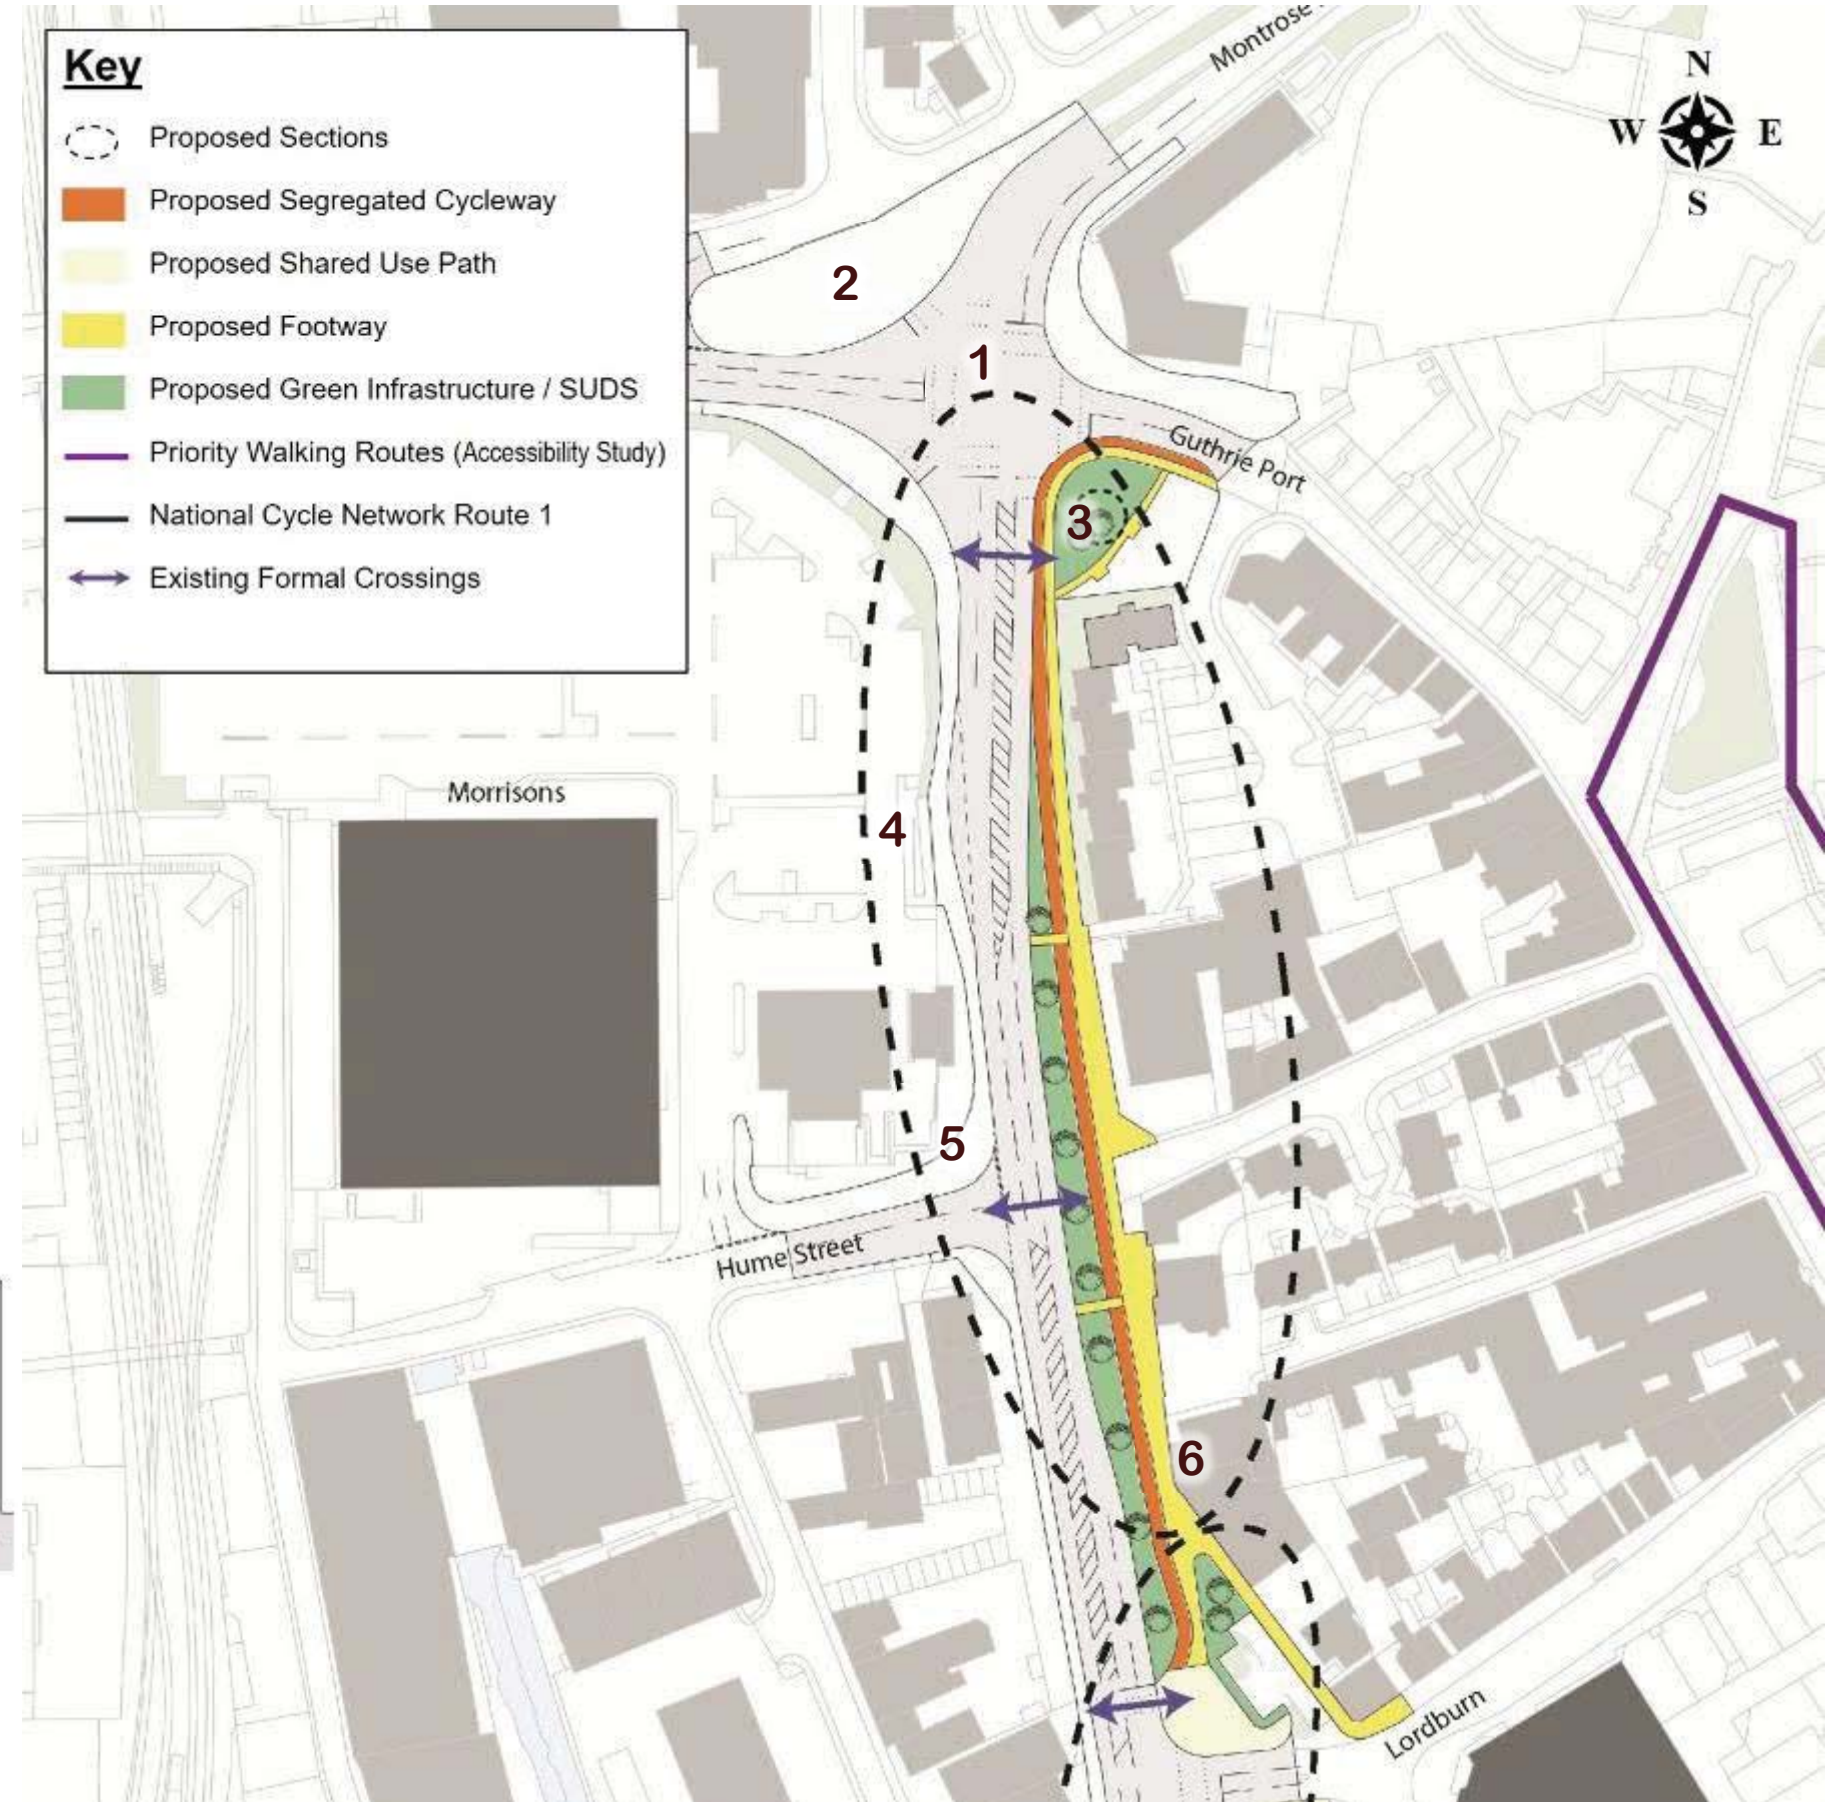 Key
Proposed Sections
Proposed Segregated Cycleway
Proposed Shared Use Path
Proposed Footway
Proposed Green Infrastructure / SUDS
Priority Walking Routes (Accessibility Study)
National Cycle Network Route 1
Existing Formal Crossings
Montrose
N
W E
S
2
1
Guthrie Port
3
Morrisons
4
5
Hume Street
6
Lordburn